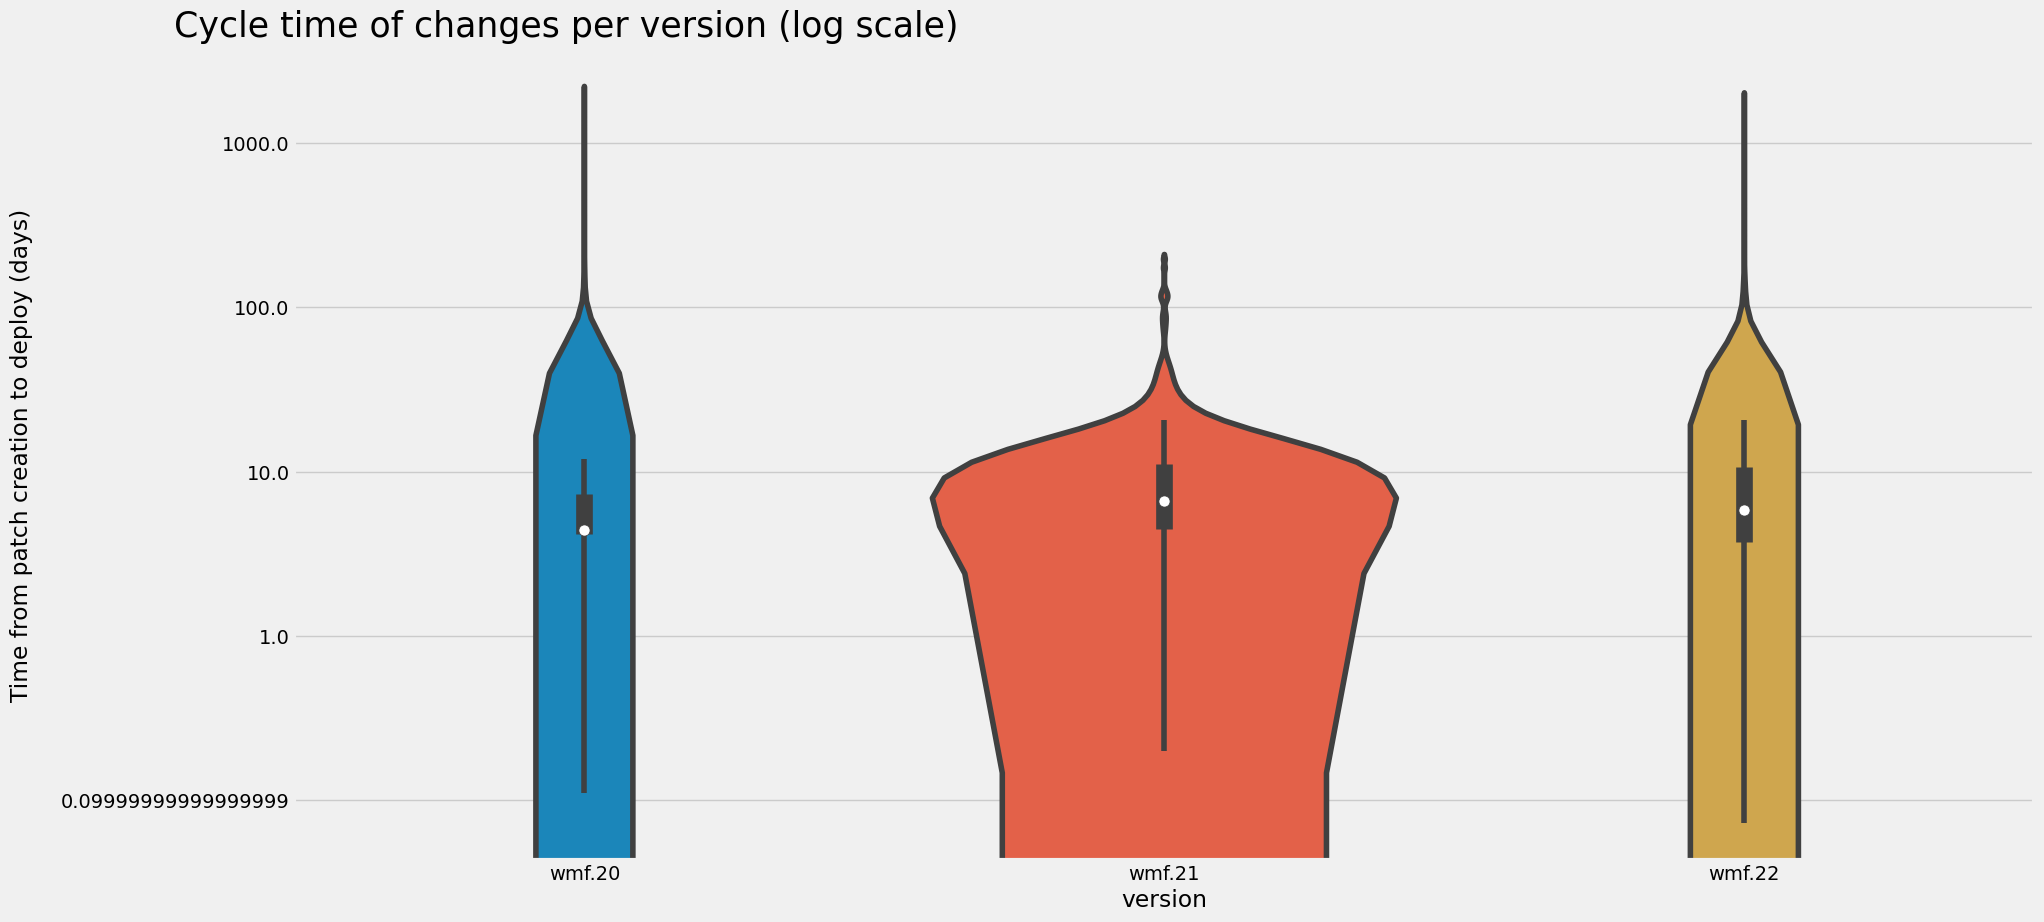 Cycle time of changes per version (log scale)
Time from patch creation to deploy (days)
1000.0
100.0
10.0
1.0
0.09999999999999999
wmf.20
wmf.21
wmf.22
version